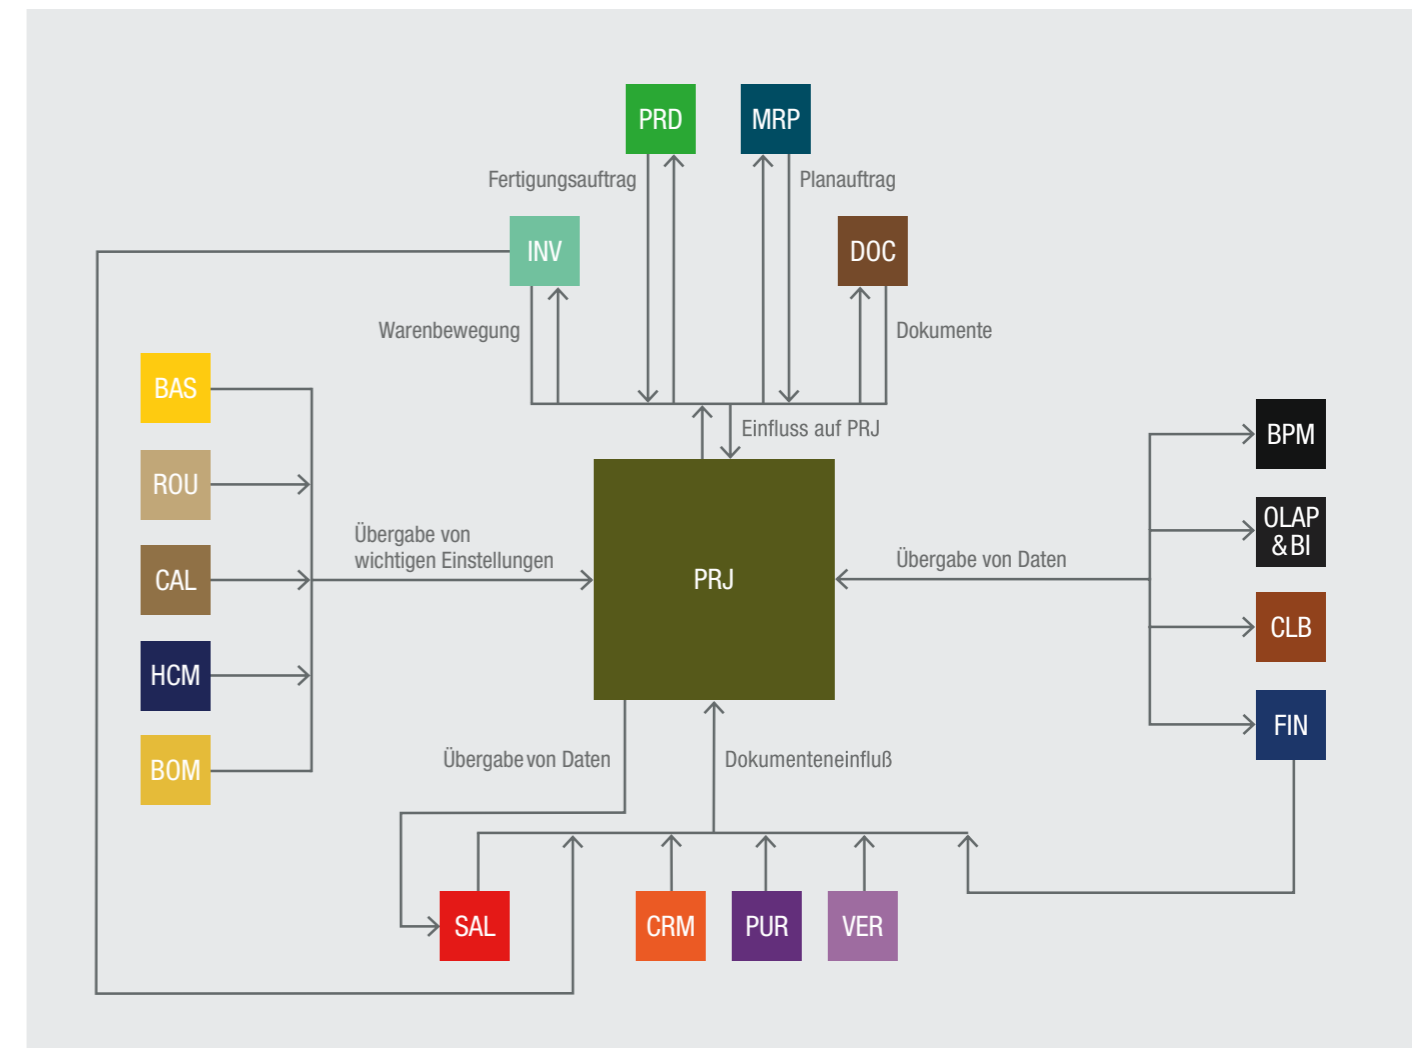 PRD
MRP
Fertigungsauftrag
Planauftrag
INV
DOC
Warenbewegung
Dokumente
BAS
Einfluss auf PRJ
BPM
ROU
OLAP
& BI
Übergabe von
wichtigen Einstellungen
Übergabe von Daten
CAL
PRJ
CLB
HCM
FIN
BOM
Übergabe von Daten
Dokumenteneinfluß
SAL
CRM
PUR
VER